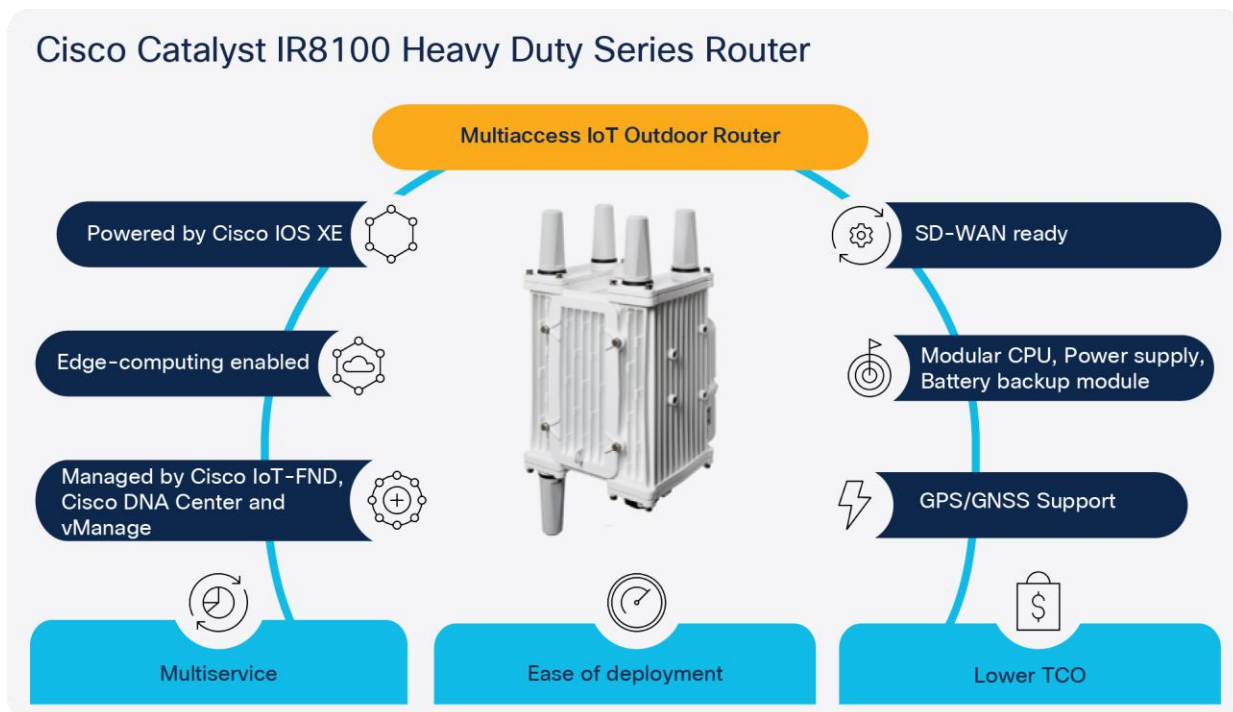 Cisco Catalyst IR8100 Heavy Duty Series Router
Multiaccess IoT Outdoor Router
Powered by Cisco IOS XE
SD-WAN ready
Edge-computing enabled
Modular CPU, Power supply,
Battery backup module
Managed by Cisco IoT-FND,
Cisco DNA Center and
vManage
GPS/GNSS Support
$
Multiservice
Ease of deployment
Lower TCO